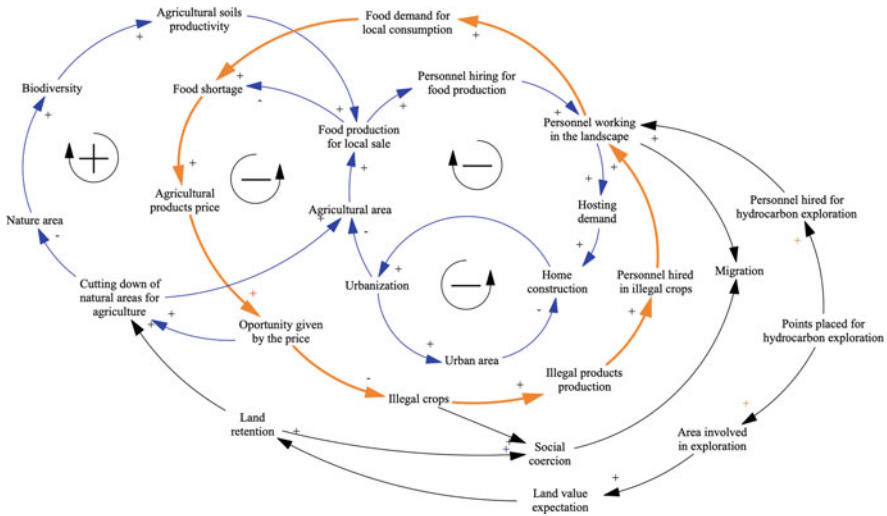 Agricultural soils
productivity
Food demand for
local consumption
+
+
+
Biodiversity
Food shortage
+
-
Personnel hiring for
food production
+
+
+
+
Food production
for local sale
Personnel working
in the landscape
+
+
+
+
-
-
+
+
Agricultural
products price
Personnel hired for
hydrocarbon exploration
Nature area
Agricultural area
+
Hosting
demand
-
-
+
+
Cutting down of
natural areas for
agriculture
Urbanization
+
-
Home
construction
Personnel hired
in illegal crops
Migration
+
+
+
Oportunity given
by the price
-
+
Points placed for
hydrocarbon exploration
+
Urban area
-
+
Illegal products
production
Illegal crops
+
Land
retention
+
+
+
Social
coercion
Area involved
in exploration
+
Land value
expectation